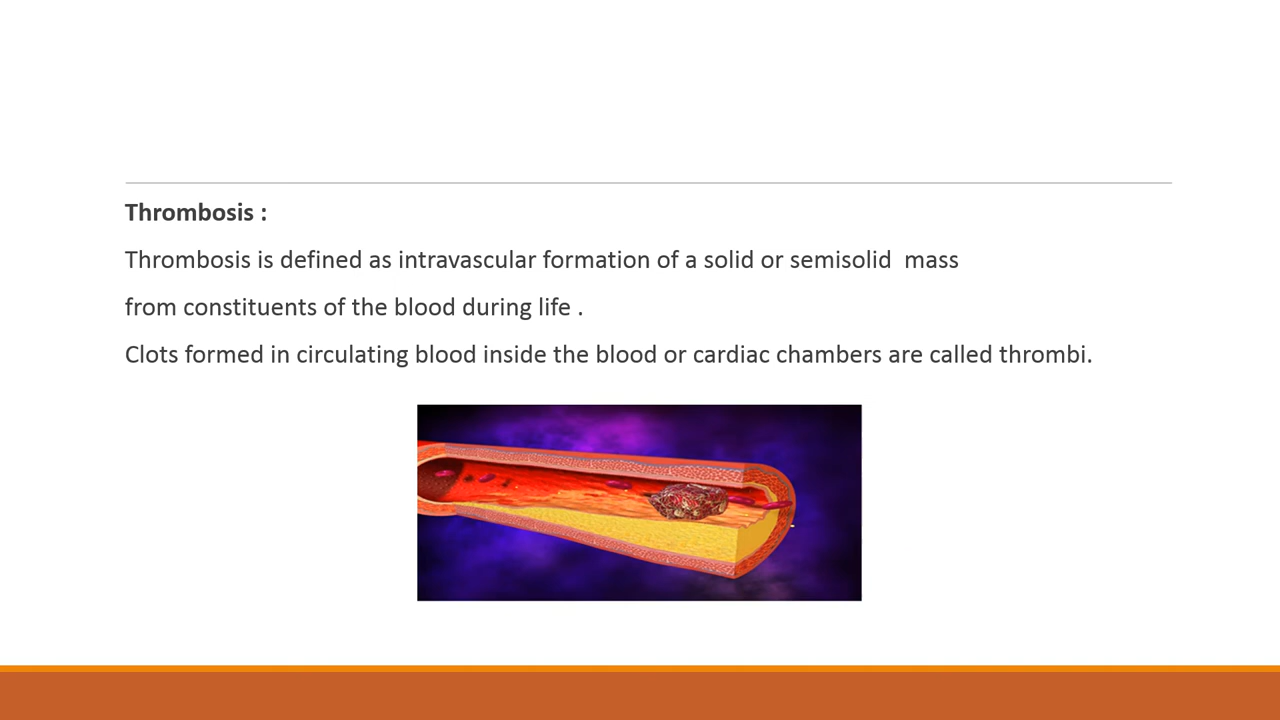 Thrombosis :
Thrombosis is defined as intravascular formation of a solid or semisolid  mass
from constituents of the blood during life .
Clots formed in circulating blood inside the blood or cardiac chambers are called thrombi.